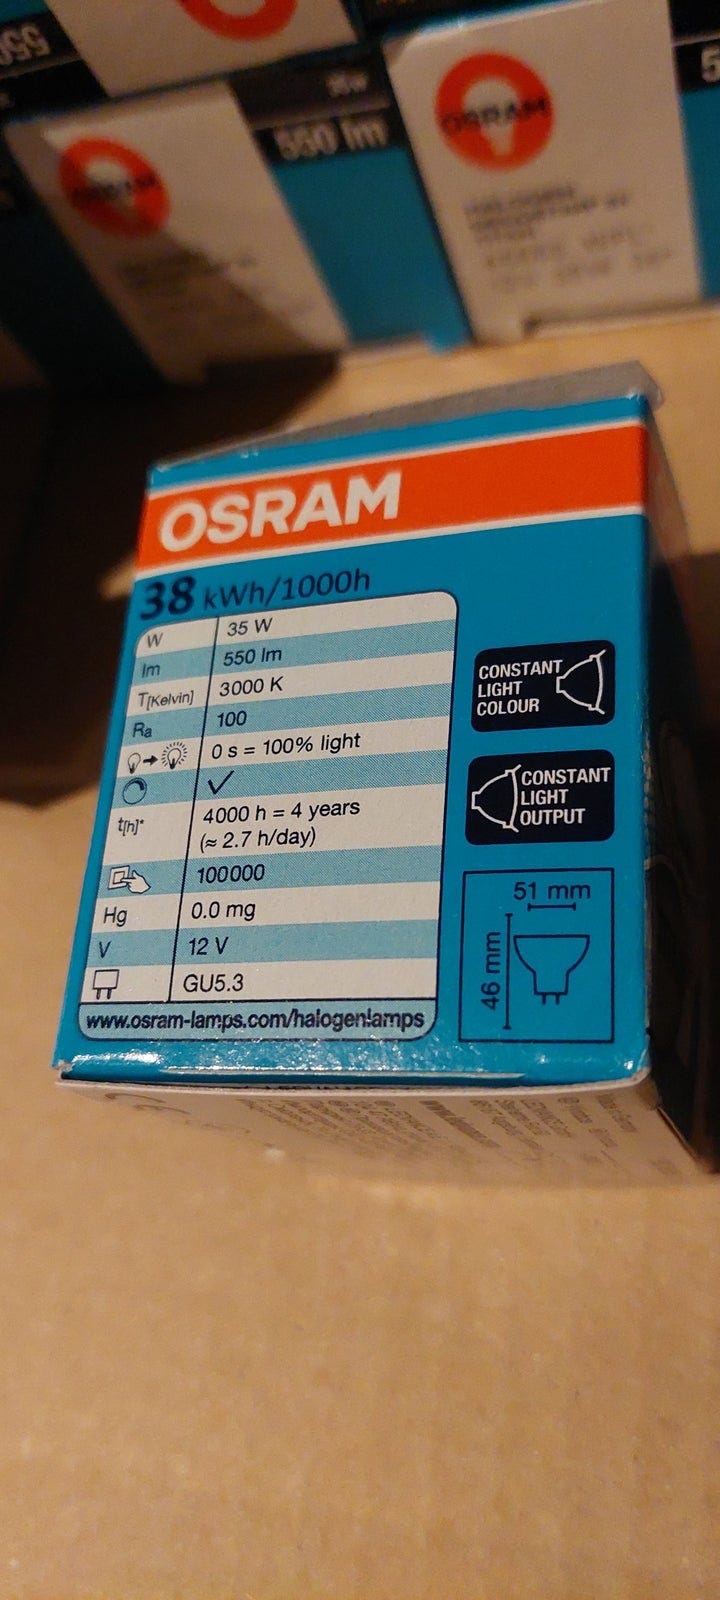 OSRAM
550 lm
OSRAM
OSRAM
38 kWh/1000h
W 35 W
lm 550 lm
T[Kelvin] 3000 K
Ra 100
0 s = 100% light
✓
t[h]* 4000 h = 4 years
(≈ 2.7 h/day)
100000
Hg 0.0 mg
V 12 V
GU5.3
www.osram-lamps.com/halogenlamps
CONSTANT
LIGHT
COLOUR
CONSTANT
LIGHT
OUTPUT
51 mm
46 mm
CE